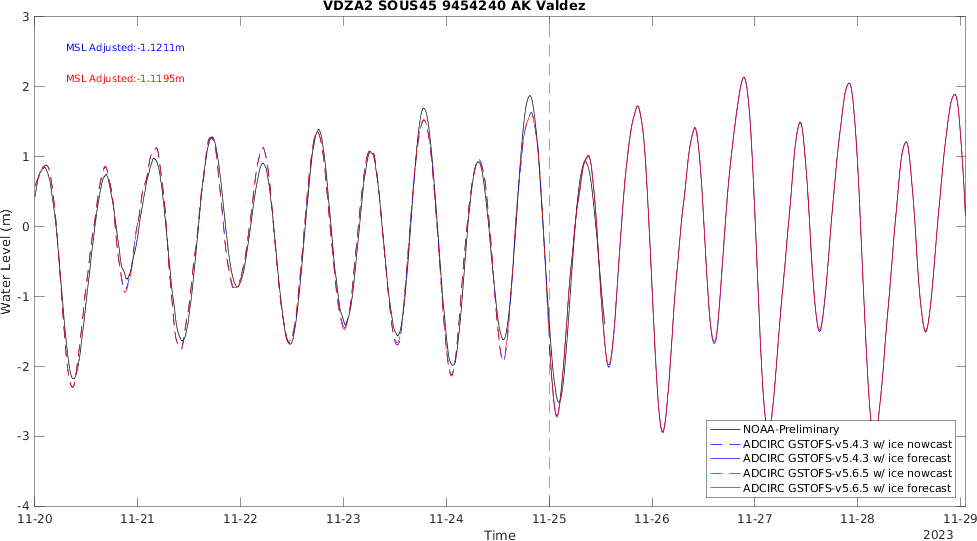 VDZA2 SOUS45 9454240 AK Valdez
3
MSL Adjusted:-1.1211m
MSL Adjusted:-1.1195m
2
1
0
-1
-2
-3
-4
Water Level (m)
NOAA-Preliminary
ADCIRC GSTOFS-v5.4.3 w/ ice nowcast
ADCIRC GSTOFS-v5.4.3 w/ ice forecast
ADCIRC GSTOFS-v5.6.5 w/ ice nowcast
ADCIRC GSTOFS-v5.6.5 w/ ice forecast
11-20 11-21 11-22 11-23 11-24 11-25 11-26 11-27 11-28 11-29
Time
2023